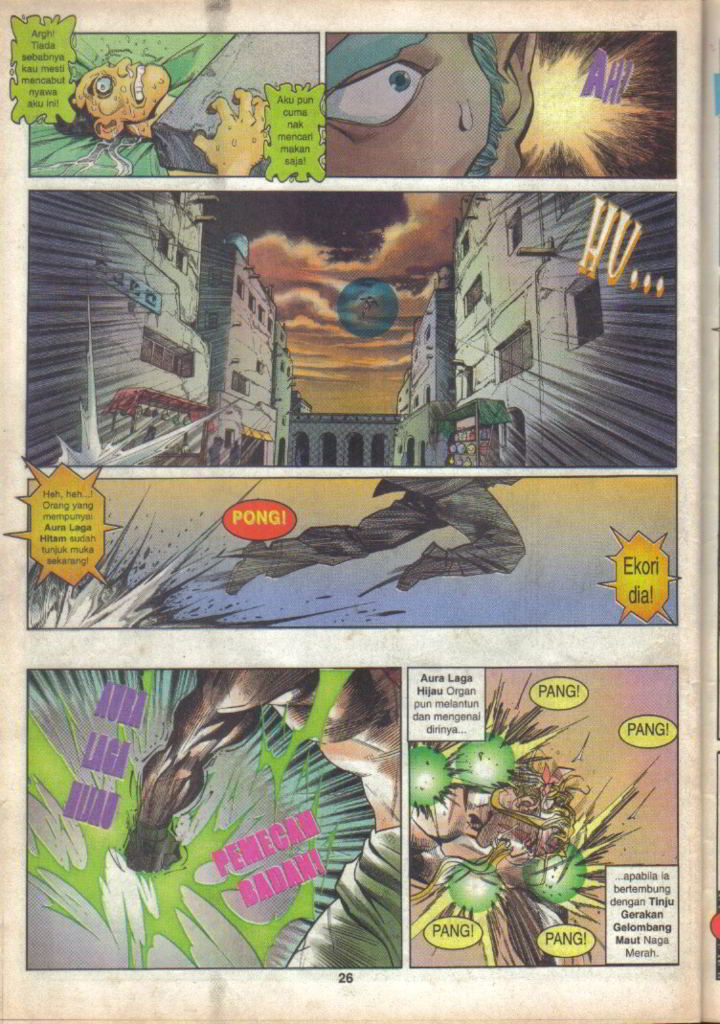 Argh!
Tiada
sebabnya
kau mesti
mencabut
nyawa
aku ini!
Aku pun
cuma
nak
mencari
makan
saja!
AH!
HU...
Heh, heh...!
Orang yang
mempunyai
Aura Laga
Hitam sudah
tunjuk muka
sekarang!
PONG!
Ekori
dia!
AURA
LAGA
HIJAU
PEMECAH
BADAN!
Aura Laga
Hijau Organ
pun melantun
dan mengenai
dirinya...
PANG!
PANG!
PANG!
PANG!
PANG!
...apabila ia
bertembung
dengan Tinju
Gerakan
Gelombang
Maut Naga
Merah.
26